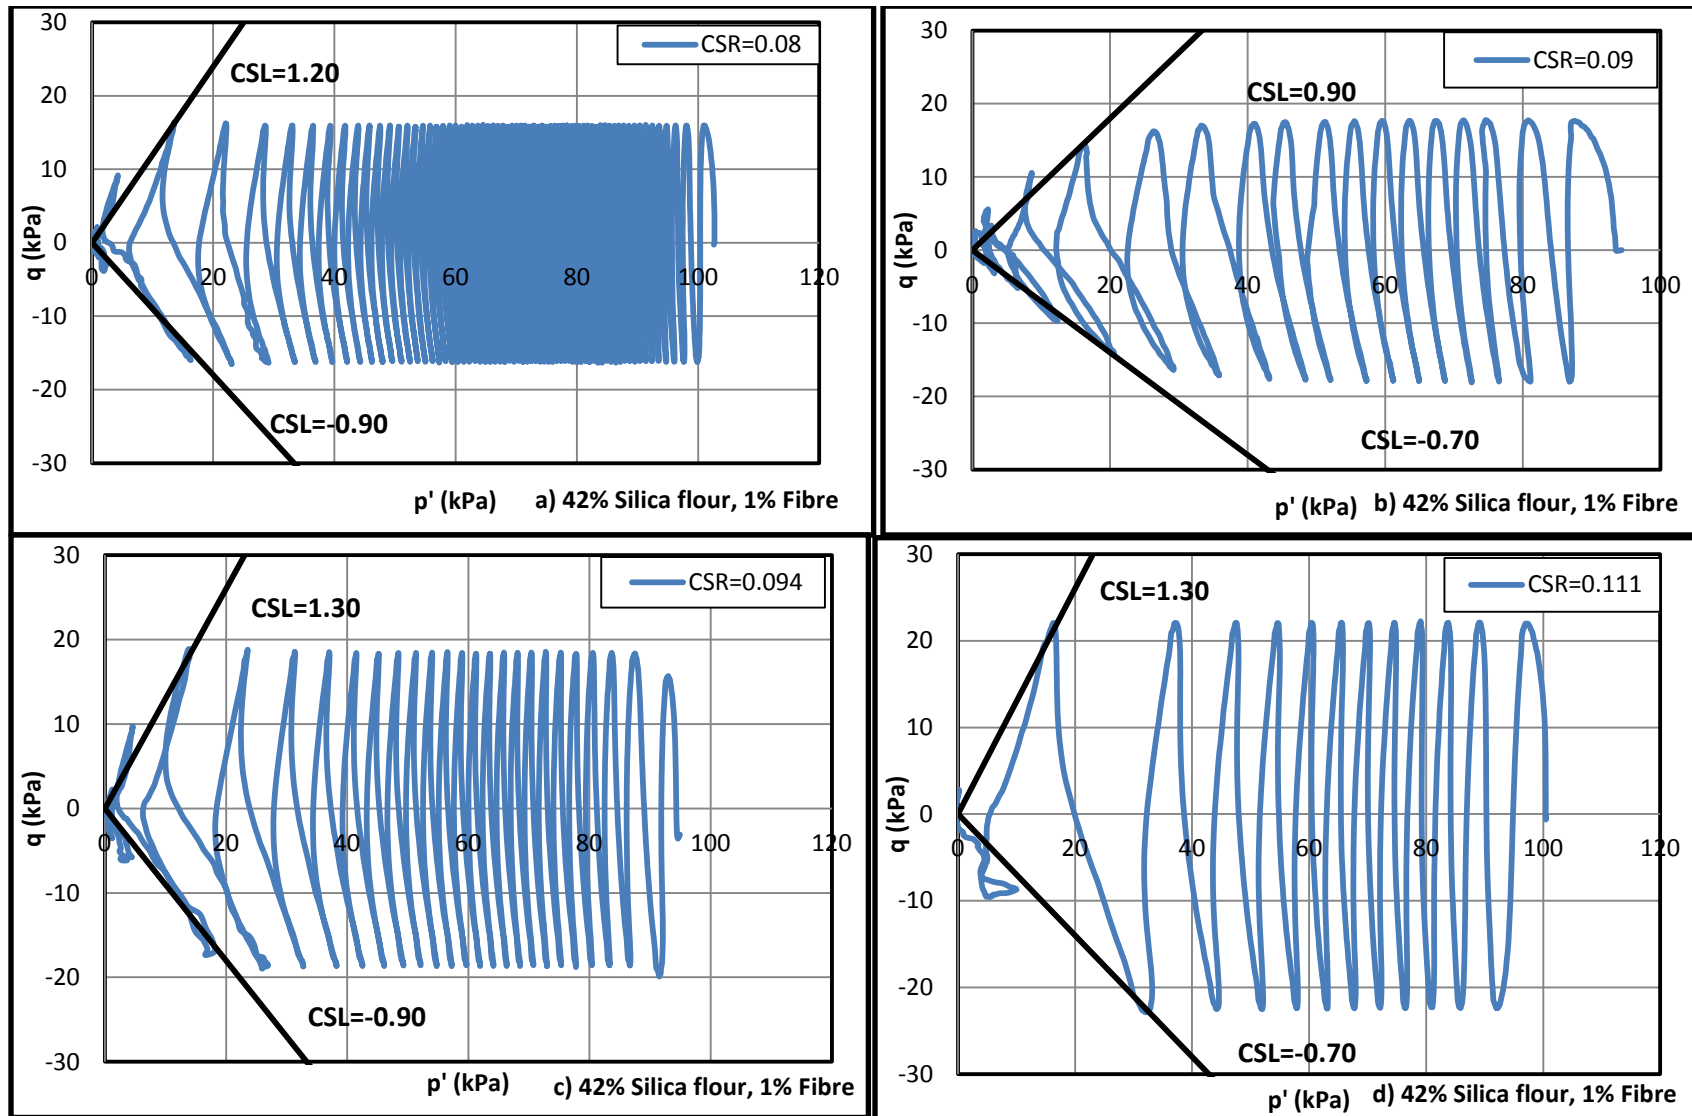 30
CSR=0.08
CSL=1.20
20
10
q (kPa)
0
0 20 40 60 80 100 120
-10
-20
CSL=-0.90
-30
p' (kPa) a) 42% Silica flour, 1% Fibre
30
CSR=0.09
CSL=0.90
20
10
q (kPa)
0
0 20 40 60 80 100
-10
-20
CSL=-0.70
-30
p' (kPa) b) 42% Silica flour, 1% Fibre
30
CSR=0.094
CSL=1.30
20
10
q (kPa)
0
0 20 40 60 80 100 120
-10
-20
CSL=-0.90
-30
p' (kPa) c) 42% Silica flour, 1% Fibre
30
CSR=0.111
CSL=1.30
20
10
q (kPa)
0
0 20 40 60 80 100 120
-10
-20
CSL=-0.70
-30
p' (kPa) d) 42% Silica flour, 1% Fibre